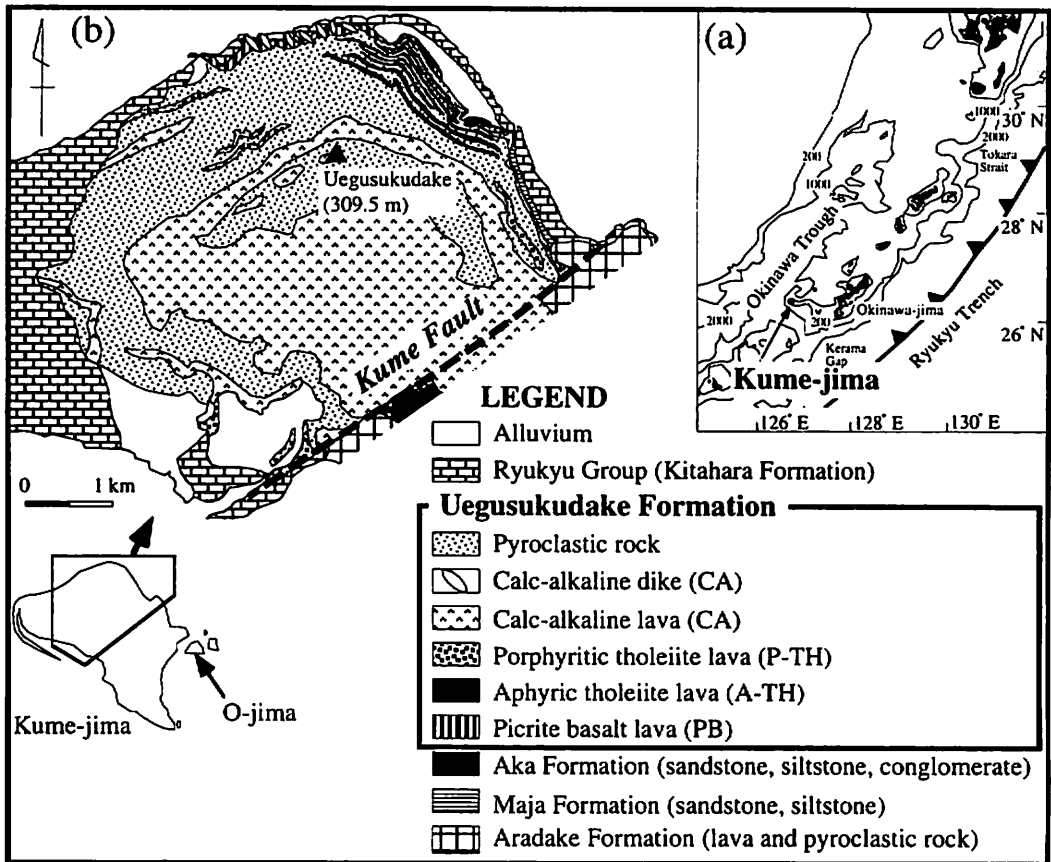 (b)
Uegusukudake
(309.5 m)
Kume Fault
0 1 km
Kume-jima
O-jima
(a)
1000
30° N
2000
Tokara
Strait
200
1000
28° N
Okinawa Trough
Okinawa-jima
2000
200
Ryukyu Trench
26° N
Kerama
Gap
Kume-jima
126° E
128° E
130° E
LEGEND
Alluvium
Ryukyu Group (Kitahara Formation)
Uegusukudake Formation
Pyroclastic rock
Calc-alkaline dike (CA)
Calc-alkaline lava (CA)
Porphyritic tholeiite lava (P-TH)
Aphyric tholeiite lava (A-TH)
Picrite basalt lava (PB)
Aka Formation (sandstone, siltstone, conglomerate)
Maja Formation (sandstone, siltstone)
Aradake Formation (lava and pyroclastic rock)